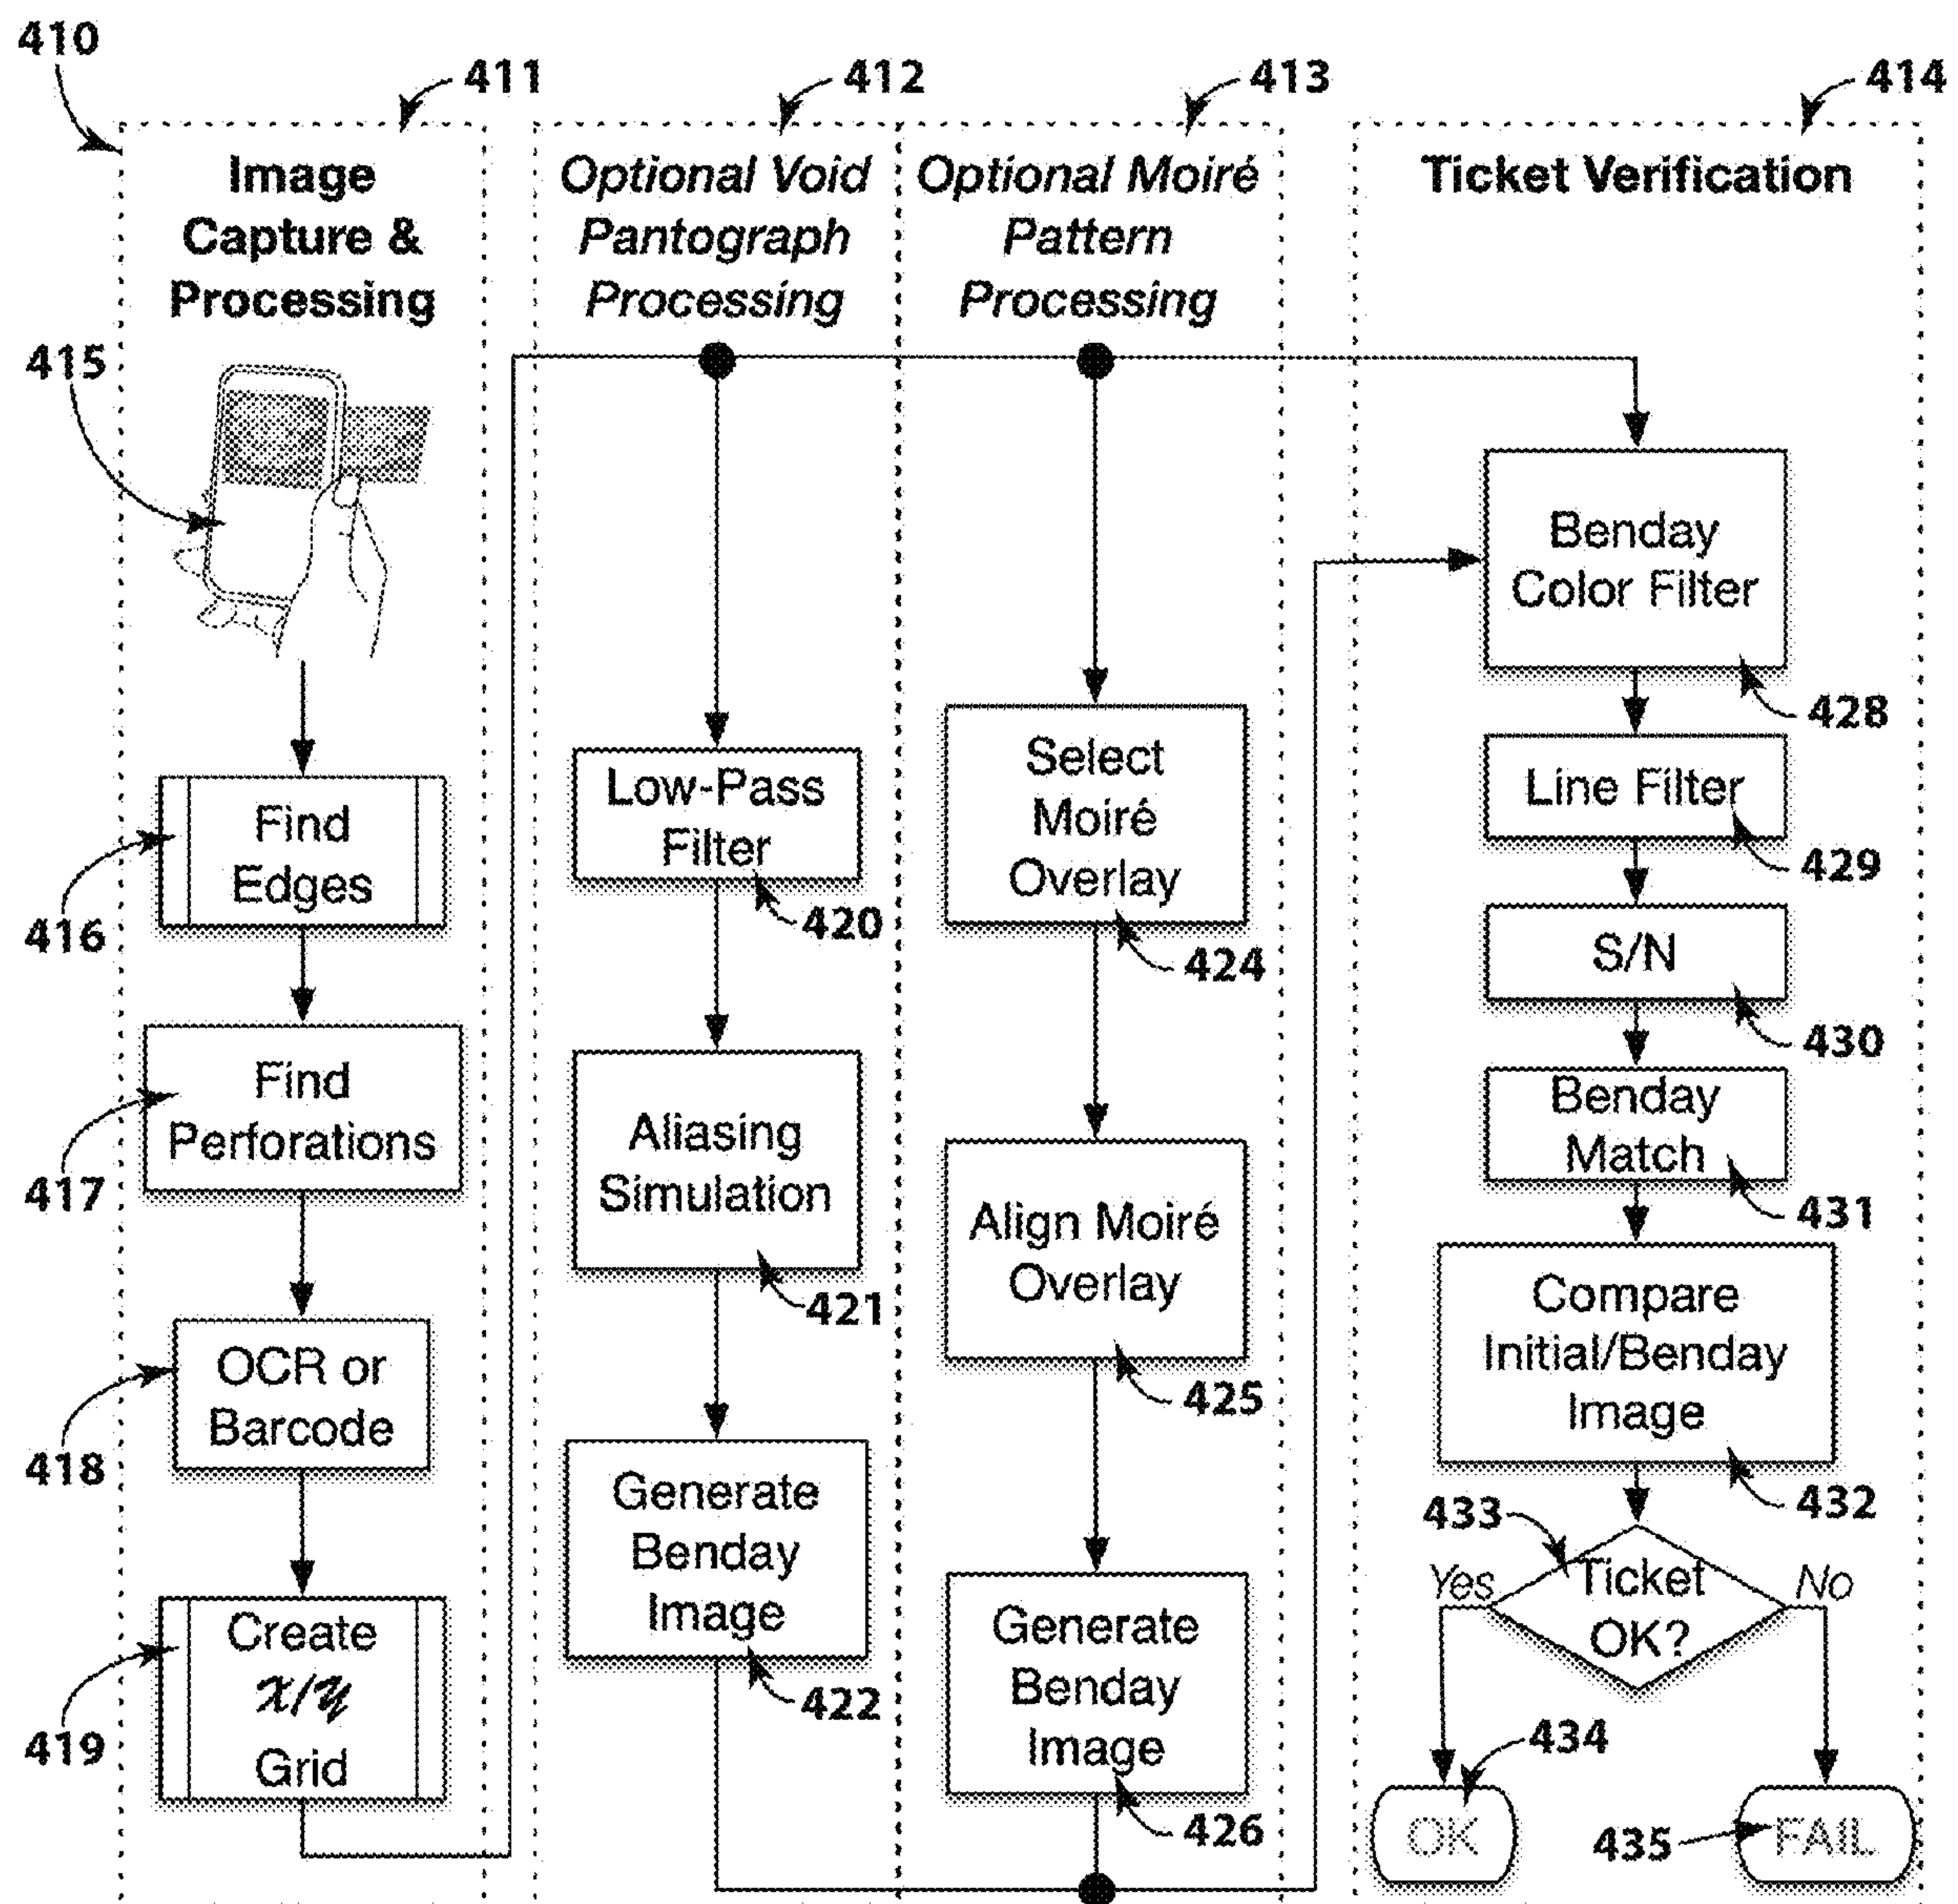 410
411
412
413
414
Image
Capture &
Processing
Optional Void
Pantograph
Processing
Optional Moiré
Pattern
Processing
Ticket Verification
415
Find
Edges
416
Find
Perforations
417
OCR or
Barcode
418
Create
X/Y
Grid
419
Low-Pass
Filter
420
Aliasing
Simulation
421
Generate
Benday
Image
422
Select
Moiré
Overlay
424
Align Moiré
Overlay
425
Generate
Benday
Image
426
Benday
Color Filter
428
Line Filter
429
S/N
430
Benday
Match
431
Compare
Initial/Benday
Image
432
433
Yes
Ticket
OK?
No
434
OK
435
FAIL